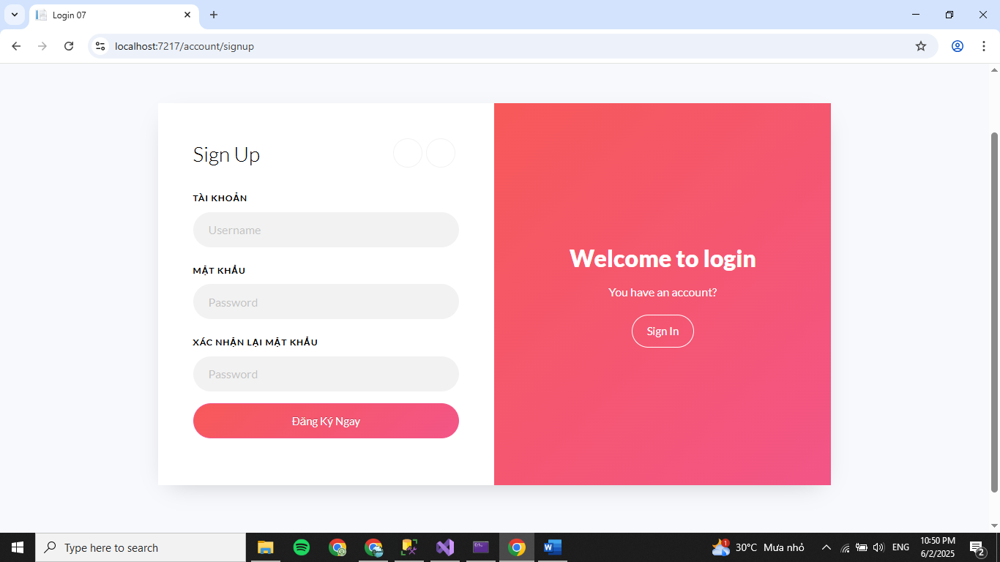 Login 07
localhost:7217/account/signup
Sign Up
TÀI KHOẢN
Username
MẬT KHẨU
Password
XÁC NHẬN LẠI MẬT KHẨU
Password
Đăng Ký Ngay
Welcome to login
You have an account?
Sign In
Type here to search
1
30°C Mưa nhỏ
ENG
10:50 PM
6/2/2025
2